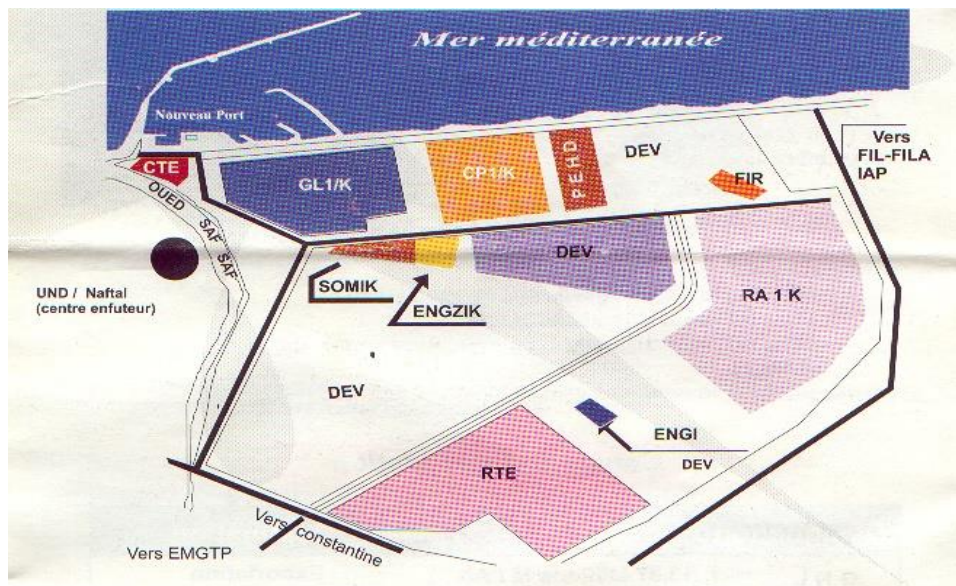 Mer méditerranée
Nouveau Port
CTE
GL1/K
CP1/K
PEHD
DEV
FIR
Vers
FIL-FILA
IAP
OUED
SAF SAF
UND / Naftal
(centre enfuteur)
SOMIK
ENGZIK
DEV
RA 1 K
DEV
ENGI
DEV
RTE
Vers constantine
Vers EMGTP